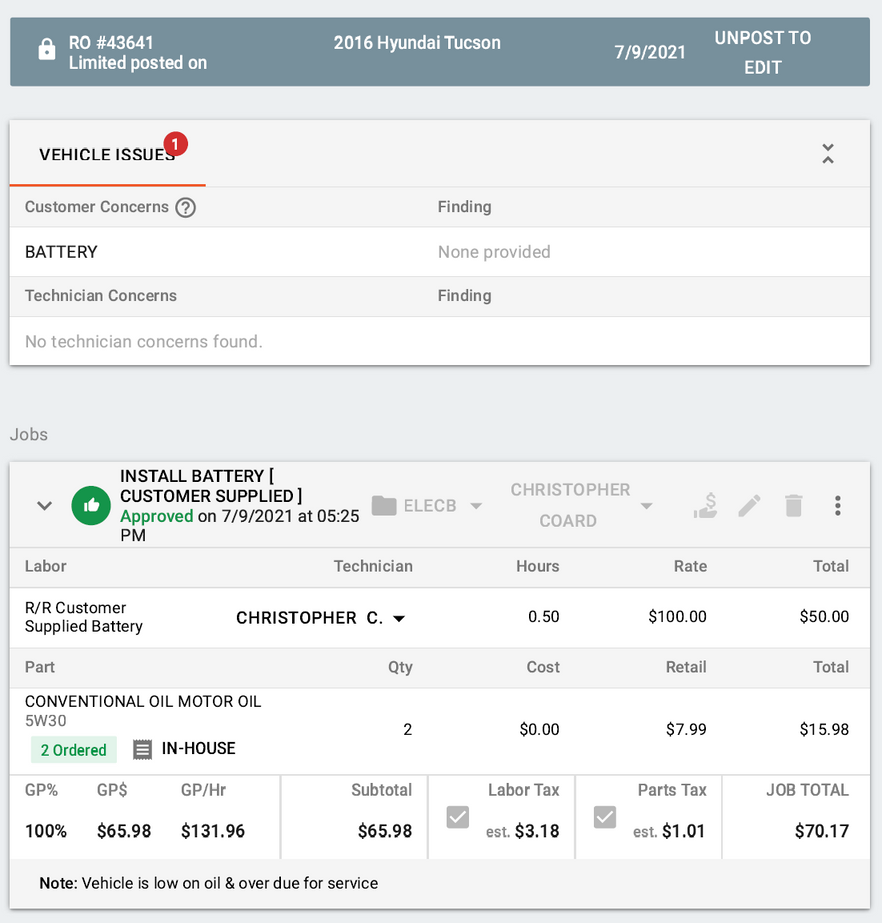 RO #43641
Limited posted on
2016 Hyundai Tucson
7/9/2021
UNPOST TO
EDIT
VEHICLE ISSUES
1
Customer Concerns ?
Finding
BATTERY
None provided
Technician Concerns
Finding
No technician concerns found.
Jobs
INSTALL BATTERY [
CUSTOMER SUPPLIED ]
Approved on 7/9/2021 at 05:25
PM
ELECB
CHRISTOPHER
COARD
Labor Technician Hours Rate Total
R/R Customer
Supplied Battery
CHRISTOPHER C. 0.50 $100.00 $50.00
Part Qty Cost Retail Total
CONVENTIONAL OIL MOTOR OIL
5W30
2 $0.00 $7.99 $15.98
2 Ordered IN-HOUSE
GP% GP$ GP/Hr Subtotal Labor Tax Parts Tax JOB TOTAL
100% $65.98 $131.96 $65.98 est. $3.18 est. $1.01 $70.17
Note: Vehicle is low on oil & over due for service